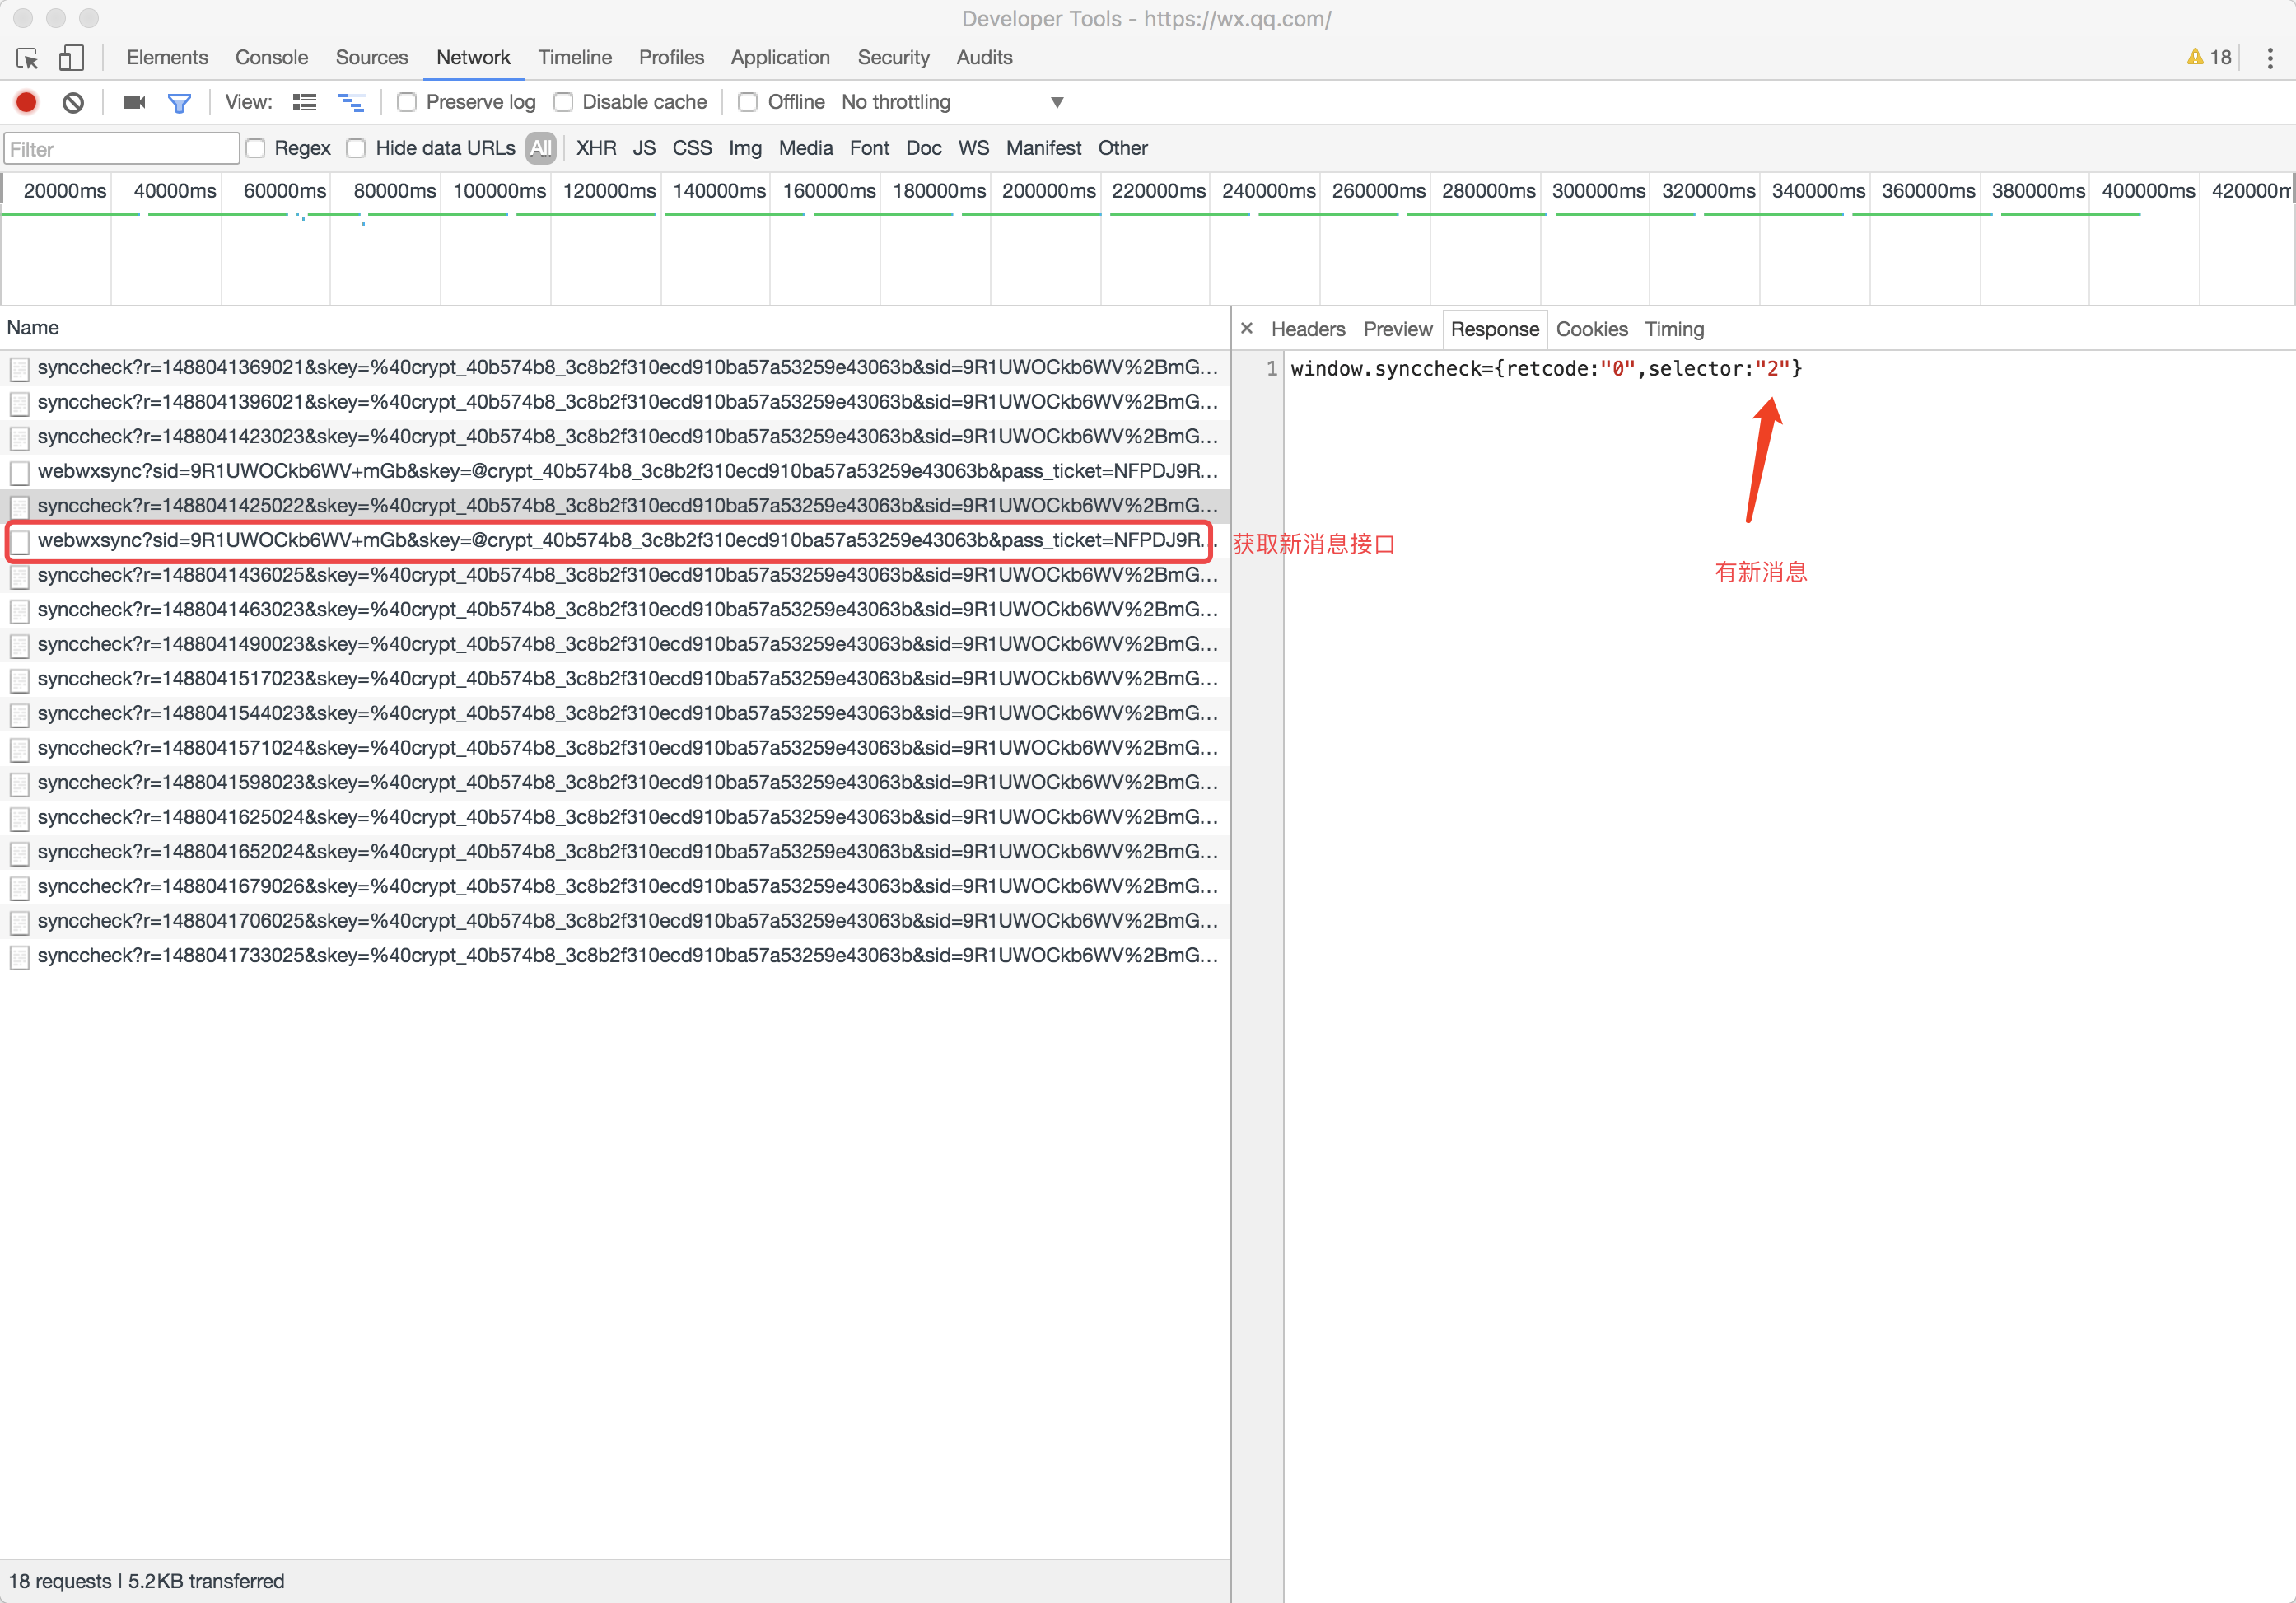 Developer Tools - https://wx.qq.com/
Elements Console Sources Network Timeline Profiles Application Security Audits 18
View: Preserve log Disable cache Offline No throttling
Filter Regex Hide data URLs All XHR JS CSS Img Media Font Doc WS Manifest Other
20000ms 40000ms 60000ms 80000ms 100000ms 120000ms 140000ms 160000ms 180000ms 200000ms 220000ms 240000ms 260000ms 280000ms 300000ms 320000ms 340000ms 360000ms 380000ms 400000ms 420000m
Name
synccheck?r=1488041369021&skey=%40crypt_40b574b8_3c8b2f310ecd910ba57a53259e43063b&sid=9R1UWOCkb6WV%2BmG...
synccheck?r=1488041396021&skey=%40crypt_40b574b8_3c8b2f310ecd910ba57a53259e43063b&sid=9R1UWOCkb6WV%2BmG...
synccheck?r=1488041423023&skey=%40crypt_40b574b8_3c8b2f310ecd910ba57a53259e43063b&sid=9R1UWOCkb6WV%2BmG...
webwxsync?sid=9R1UWOCkb6WV+mGb&skey=@crypt_40b574b8_3c8b2f310ecd910ba57a53259e43063b&pass_ticket=NFPDJ9R...
synccheck?r=1488041425022&skey=%40crypt_40b574b8_3c8b2f310ecd910ba57a53259e43063b&sid=9R1UWOCkb6WV%2BmG...
webwxsync?sid=9R1UWOCkb6WV+mGb&skey=@crypt_40b574b8_3c8b2f310ecd910ba57a53259e43063b&pass_ticket=NFPDJ9R...
synccheck?r=1488041436025&skey=%40crypt_40b574b8_3c8b2f310ecd910ba57a53259e43063b&sid=9R1UWOCkb6WV%2BmG...
synccheck?r=1488041463023&skey=%40crypt_40b574b8_3c8b2f310ecd910ba57a53259e43063b&sid=9R1UWOCkb6WV%2BmG...
synccheck?r=1488041490023&skey=%40crypt_40b574b8_3c8b2f310ecd910ba57a53259e43063b&sid=9R1UWOCkb6WV%2BmG...
synccheck?r=1488041517023&skey=%40crypt_40b574b8_3c8b2f310ecd910ba57a53259e43063b&sid=9R1UWOCkb6WV%2BmG...
synccheck?r=1488041544023&skey=%40crypt_40b574b8_3c8b2f310ecd910ba57a53259e43063b&sid=9R1UWOCkb6WV%2BmG...
synccheck?r=1488041571024&skey=%40crypt_40b574b8_3c8b2f310ecd910ba57a53259e43063b&sid=9R1UWOCkb6WV%2BmG...
synccheck?r=1488041598023&skey=%40crypt_40b574b8_3c8b2f310ecd910ba57a53259e43063b&sid=9R1UWOCkb6WV%2BmG...
synccheck?r=1488041625024&skey=%40crypt_40b574b8_3c8b2f310ecd910ba57a53259e43063b&sid=9R1UWOCkb6WV%2BmG...
synccheck?r=1488041652024&skey=%40crypt_40b574b8_3c8b2f310ecd910ba57a53259e43063b&sid=9R1UWOCkb6WV%2BmG...
synccheck?r=1488041679026&skey=%40crypt_40b574b8_3c8b2f310ecd910ba57a53259e43063b&sid=9R1UWOCkb6WV%2BmG...
synccheck?r=1488041706025&skey=%40crypt_40b574b8_3c8b2f310ecd910ba57a53259e43063b&sid=9R1UWOCkb6WV%2BmG...
synccheck?r=1488041733025&skey=%40crypt_40b574b8_3c8b2f310ecd910ba57a53259e43063b&sid=9R1UWOCkb6WV%2BmG...
18 requests | 5.2KB transferred
× Headers Preview Response Cookies Timing
1 window.synccheck={retcode:"0",selector:"2"}
获取新消息接口
有新消息